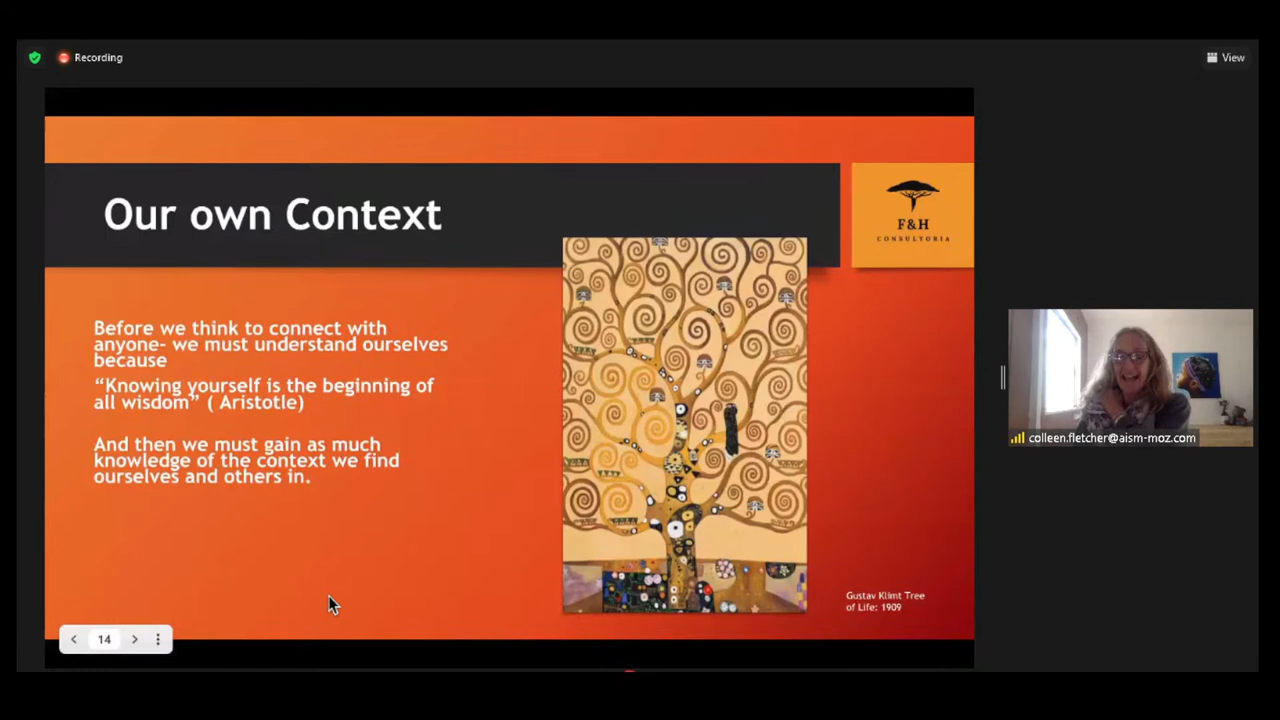 Recording
View
Our own Context
F&H
CONSULTORIA
Before we think to connect with
anyone- we must understand ourselves
because
“Knowing yourself is the beginning of
all wisdom” ( Aristotle)
And then we must gain as much
knowledge of the context we find
ourselves and others in.
colleen.fletcher@aism-moz.com
Gustav Klimt Tree
of Life: 1909
14